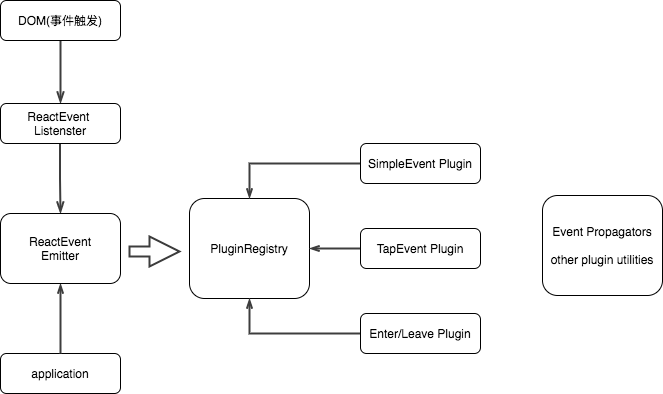 DOM(事件触发)
ReactEvent
Listenster
SimpleEvent Plugin
ReactEvent
Emitter
PluginRegistry
TapEvent Plugin
Event Propagators
other plugin utilities
Enter/Leave Plugin
application